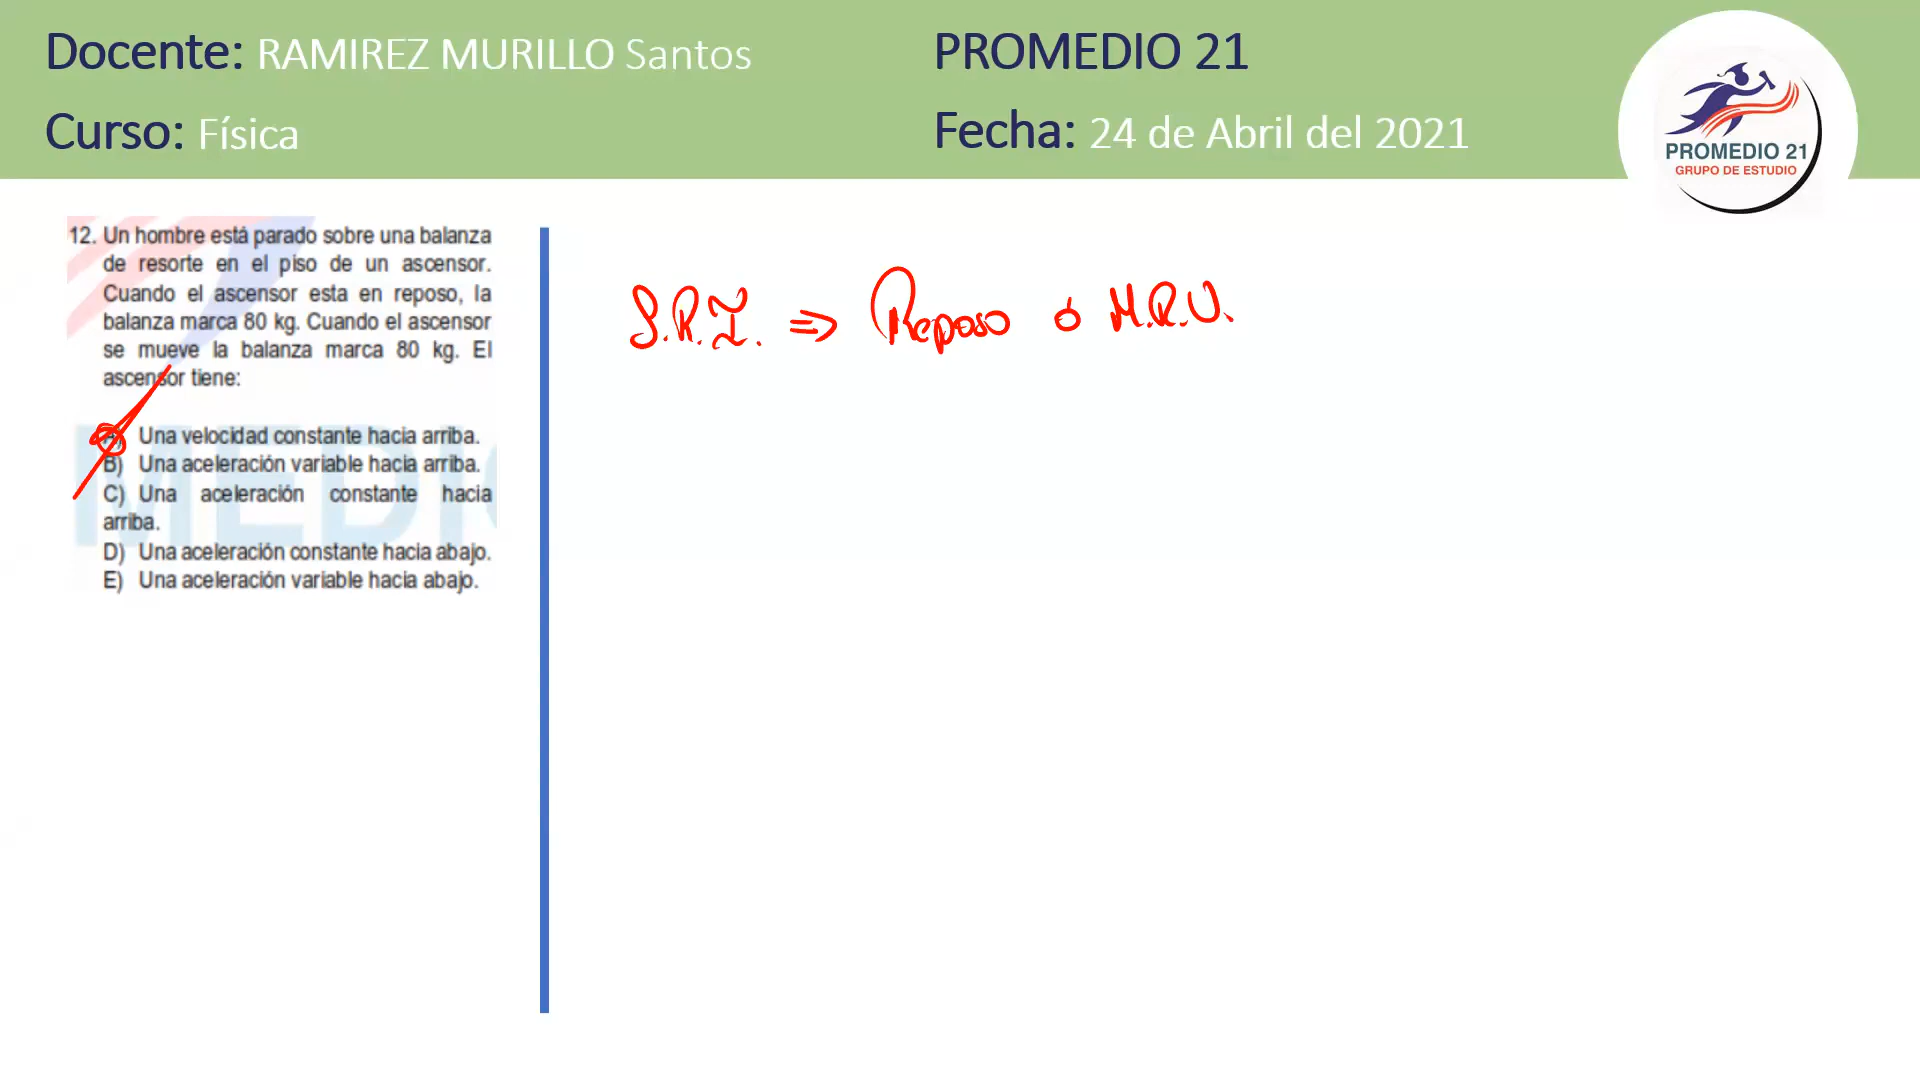 Docente: RAMIREZ MURILLO Santos
Curso: Física
PROMEDIO 21
Fecha: 24 de Abril del 2021
PROMEDIO 21
GRUPO DE ESTUDIO
12. Un hombre está parado sobre una balanza
de resorte en el piso de un ascensor.
Cuando el ascensor esta en reposo, la
balanza marca 80 kg. Cuando el ascensor
se mueve la balanza marca 80 kg. El
ascensor tiene:
A) Una velocidad constante hacia arriba.
B) Una aceleración variable hacia arriba.
C) Una aceleración constante hacia
arriba.
D) Una aceleración constante hacia abajo.
E) Una aceleración variable hacia abajo.
MEDIO
S.R.I. ⇒ Reposo ó M.R.U.